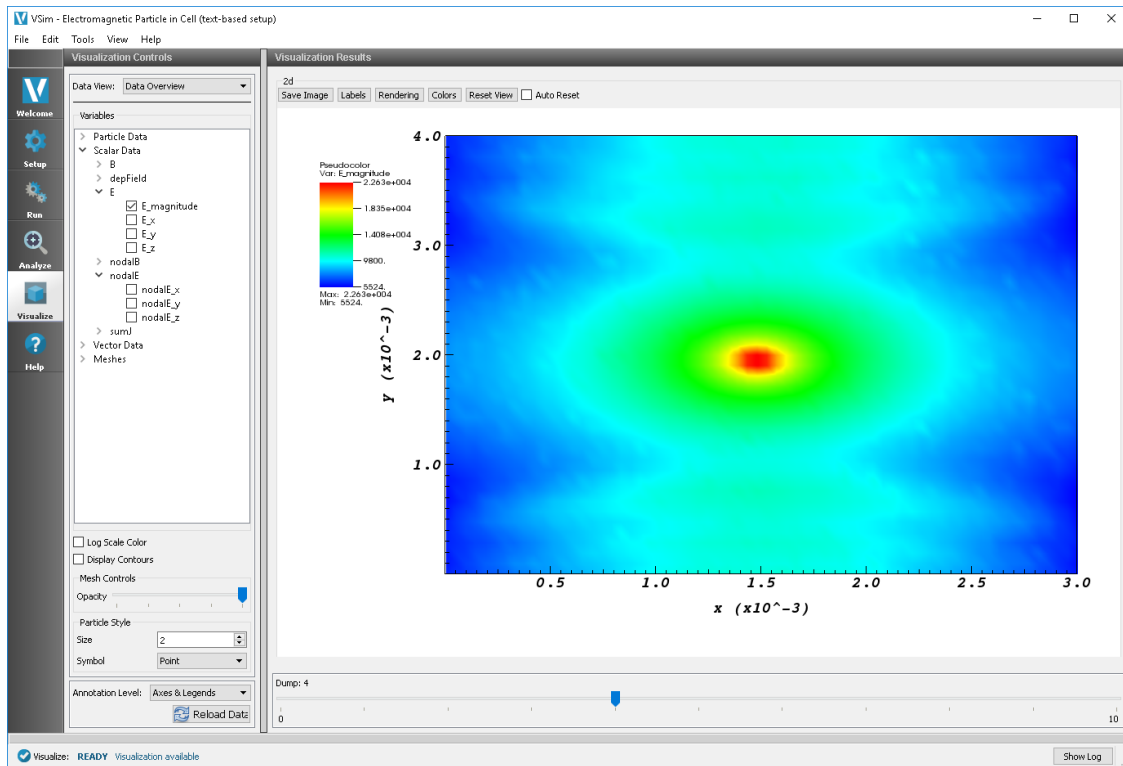 VSim - Electromagnetic Particle in Cell (text-based setup)
File Edit Tools View Help
Visualization Controls
Visualization Results
Welcome
Setup
Run
Analyze
Visualize
Help
Data View: Data Overview
Variables
Particle Data
Scalar Data
B
depField
E
E_magnitude
E_x
E_y
E_z
nodalB
nodalE
nodalE_x
nodalE_y
nodalE_z
sumJ
Vector Data
Meshes
Log Scale Color
Display Contours
Mesh Controls
Opacity
Particle Style
Size 2
Symbol Point
Annotation Level: Axes & Legends
Reload Data
2d
Save Image Labels Rendering Colors Reset View Auto Reset
Pseudocolor
Var: E_magnitude
2.263e+004
1.835e+004
1.408e+004
9800.
5524.
Max: 2.263e+004
Min: 5524.
4.0
3.0
2.0
1.0
Y (x10^-3)
0.5 1.0 1.5 2.0 2.5 3.0
x (x10^-3)
Dump: 4
0 10
Visualize: READY Visualization available
Show Log